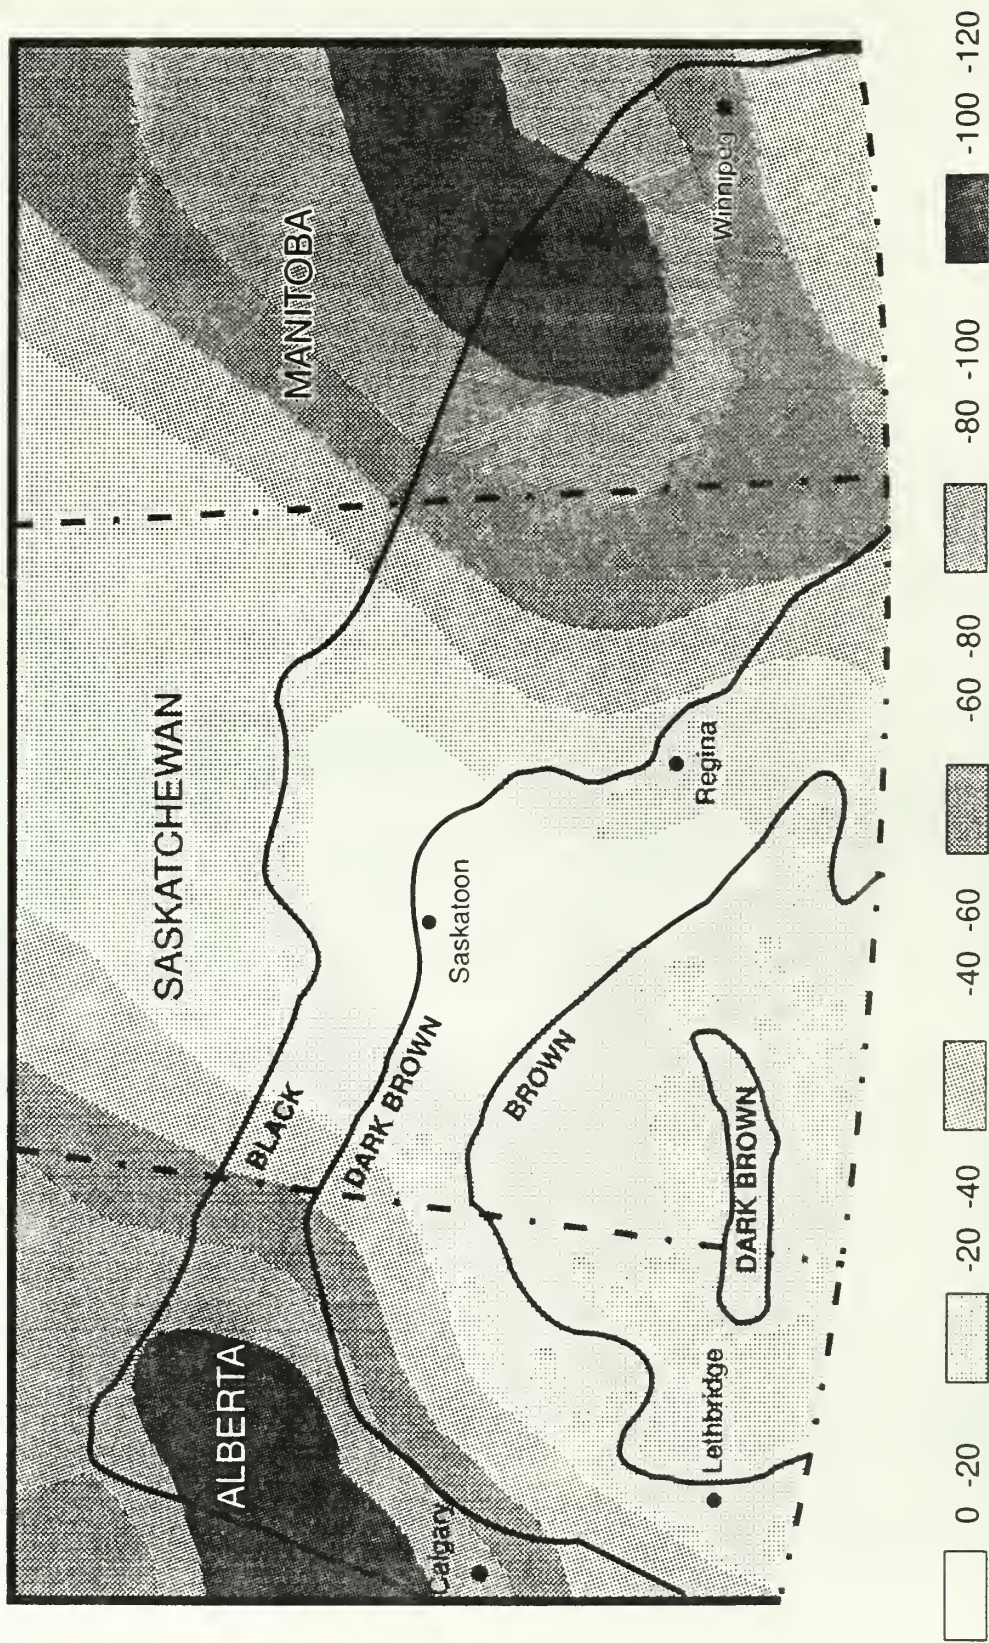 SASKATCHEWAN
MANITOBA
ALBERTA
BLACK
DARK BROWN
BROWN
DARK BROWN
Saskatoon
Regina
Winnipeg
Calgary
Lethbridge
0 -20
-20 -40
-40 -60
-60 -80
-80 -100
-100 -120